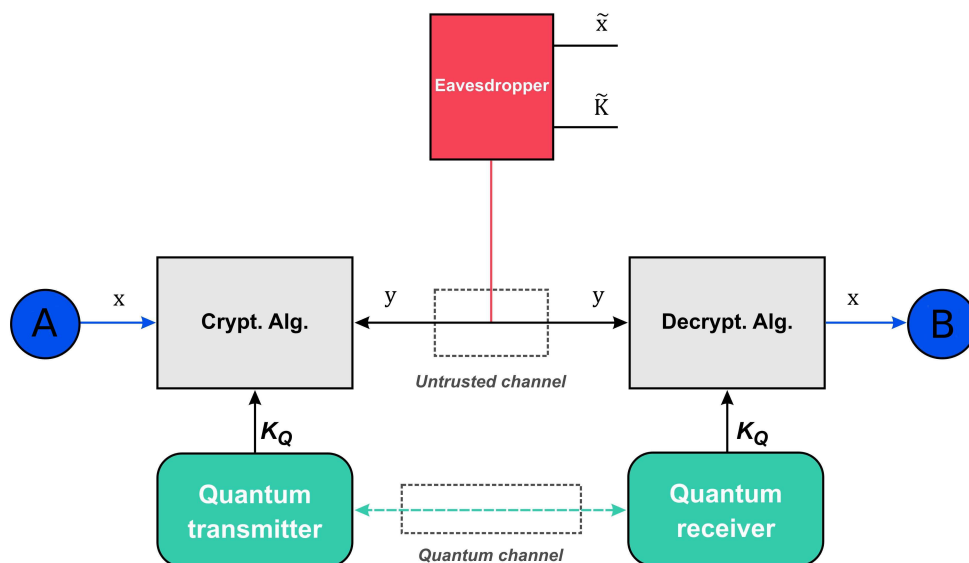 x̃
Eavesdropper
K̃
A
x
Crypt. Alg.
y
y
Decrypt. Alg.
x
B
Untrusted channel
K_Q
K_Q
Quantum
transmitter
Quantum
receiver
Quantum channel